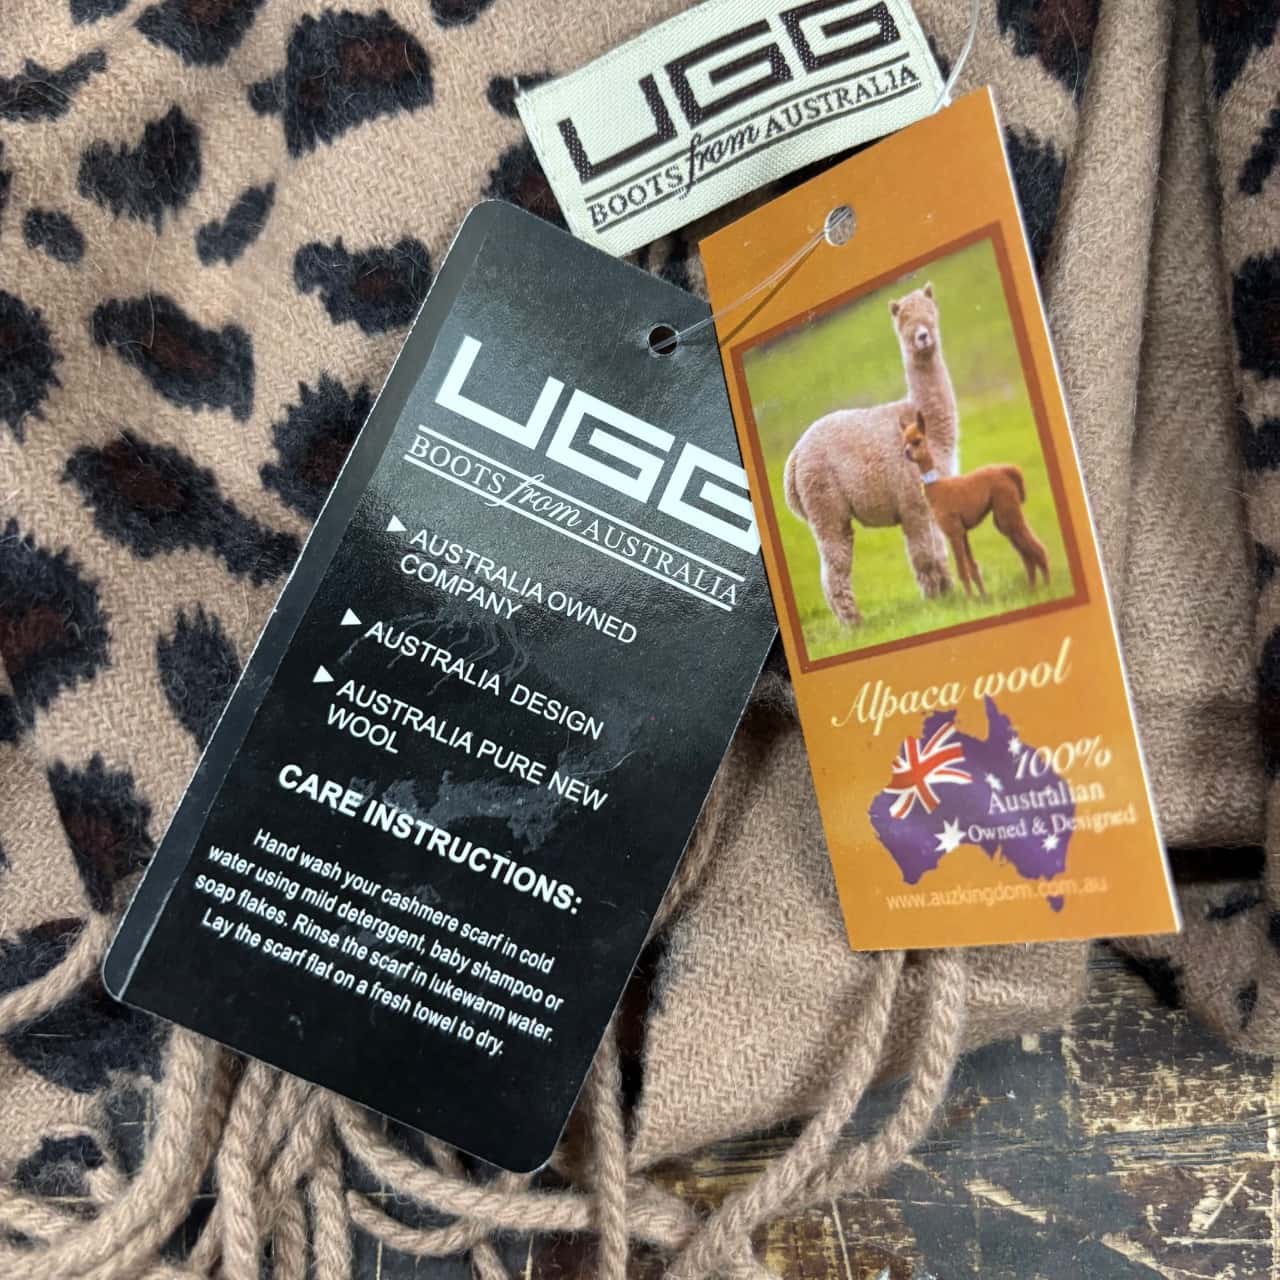 UGG
BOOTS from AUSTRALIA
UGG
BOOTS from AUSTRALIA
▶ AUSTRALIA OWNED
COMPANY
▶ AUSTRALIA DESIGN
▶ AUSTRALIA PURE NEW
WOOL
CARE INSTRUCTIONS:
Hand wash your cashmere scarf in cold
water using mild deterggent, baby shampoo or
soap flakes. Rinse the scarf in lukewarm water.
Lay the scarf flat on a fresh towel to dry.
Alpaca wool
100%
Australian
Owned & Designed
www.auzkingdom.com.au